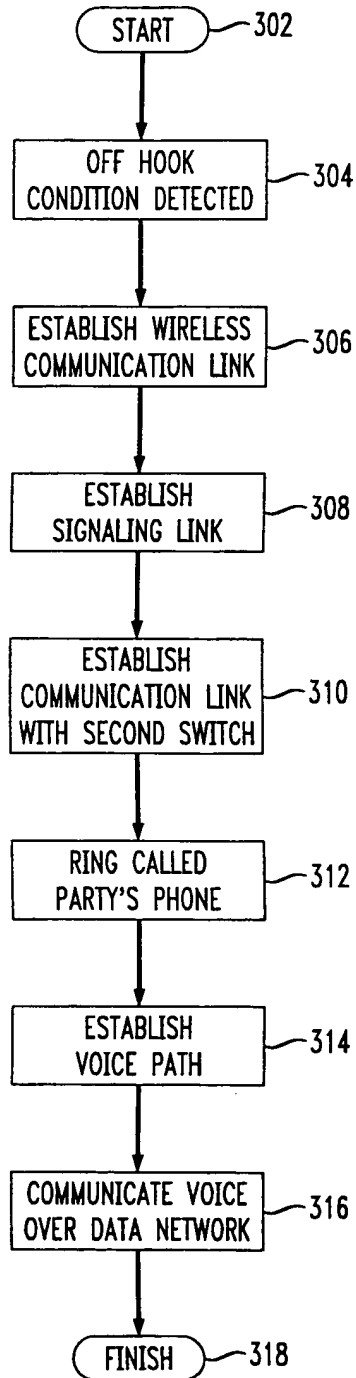 START
302
OFF HOOK
CONDITION DETECTED
304
ESTABLISH WIRELESS
COMMUNICATION LINK
306
ESTABLISH
SIGNALING LINK
308
ESTABLISH
COMMUNICATION LINK
WITH SECOND SWITCH
310
RING CALLED
PARTY'S PHONE
312
ESTABLISH
VOICE PATH
314
COMMUNICATE VOICE
OVER DATA NETWORK
316
FINISH
318